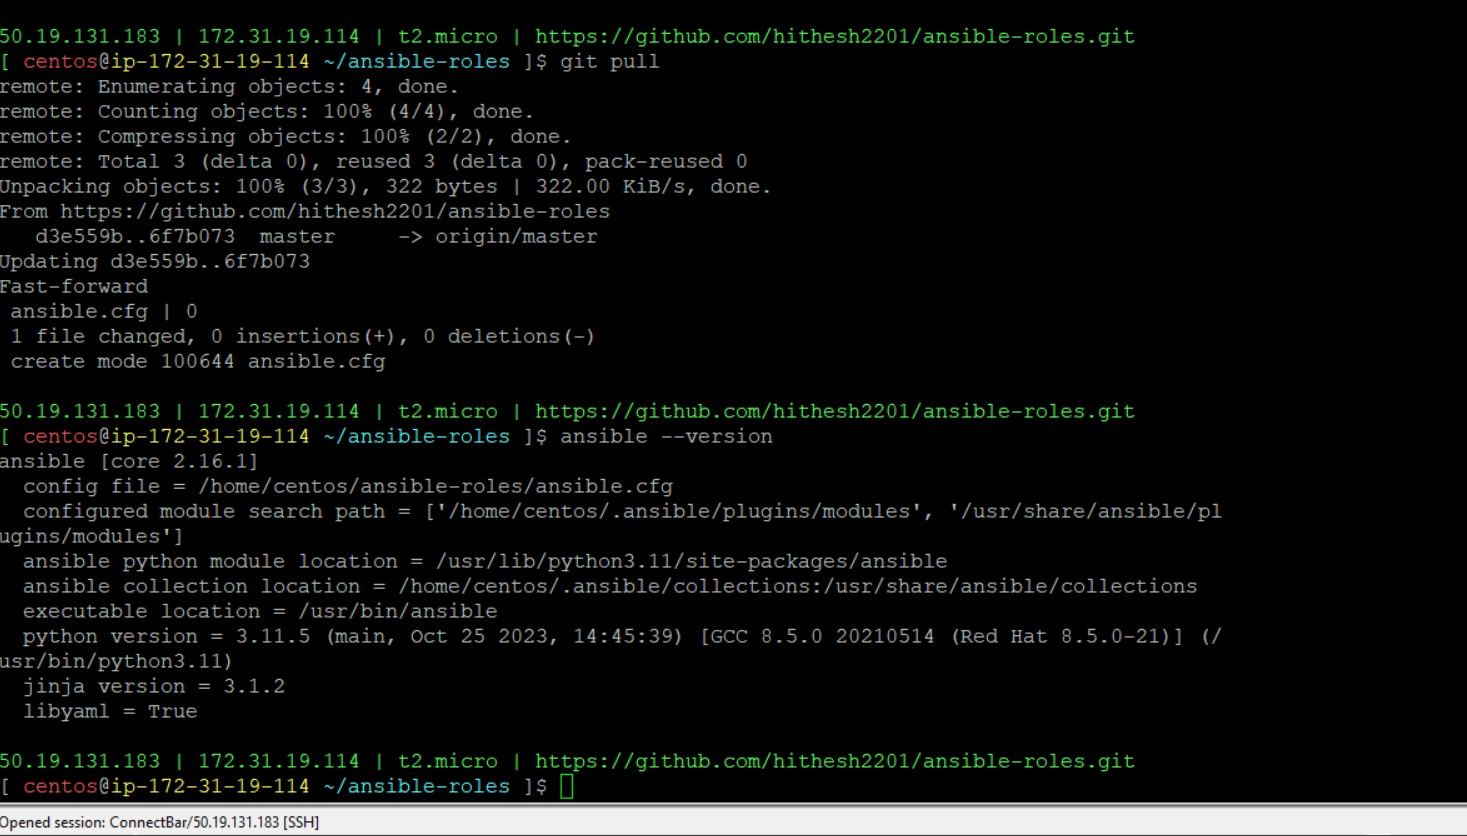 50.19.131.183 | 172.31.19.114 | t2.micro | https://github.com/hithesh2201/ansible-roles.git
[ centos@ip-172-31-19-114 ~/ansible-roles ]$ git pull
remote: Enumerating objects: 4, done.
remote: Counting objects: 100% (4/4), done.
remote: Compressing objects: 100% (2/2), done.
remote: Total 3 (delta 0), reused 3 (delta 0), pack-reused 0
Unpacking objects: 100% (3/3), 322 bytes | 322.00 KiB/s, done.
From https://github.com/hithesh2201/ansible-roles
   d3e559b..6f7b073  master     -> origin/master
Updating d3e559b..6f7b073
Fast-forward
 ansible.cfg | 0
 1 file changed, 0 insertions(+), 0 deletions(-)
 create mode 100644 ansible.cfg
50.19.131.183 | 172.31.19.114 | t2.micro | https://github.com/hithesh2201/ansible-roles.git
[ centos@ip-172-31-19-114 ~/ansible-roles ]$ ansible --version
ansible [core 2.16.1]
  config file = /home/centos/ansible-roles/ansible.cfg
  configured module search path = ['/home/centos/.ansible/plugins/modules', '/usr/share/ansible/pl
ugins/modules']
  ansible python module location = /usr/lib/python3.11/site-packages/ansible
  ansible collection location = /home/centos/.ansible/collections:/usr/share/ansible/collections
  executable location = /usr/bin/ansible
  python version = 3.11.5 (main, Oct 25 2023, 14:45:39) [GCC 8.5.0 20210514 (Red Hat 8.5.0-21)] (/
usr/bin/python3.11)
  jinja version = 3.1.2
  libyaml = True
50.19.131.183 | 172.31.19.114 | t2.micro | https://github.com/hithesh2201/ansible-roles.git
[ centos@ip-172-31-19-114 ~/ansible-roles ]$
Opened session: ConnectBar/50.19.131.183 [SSH]